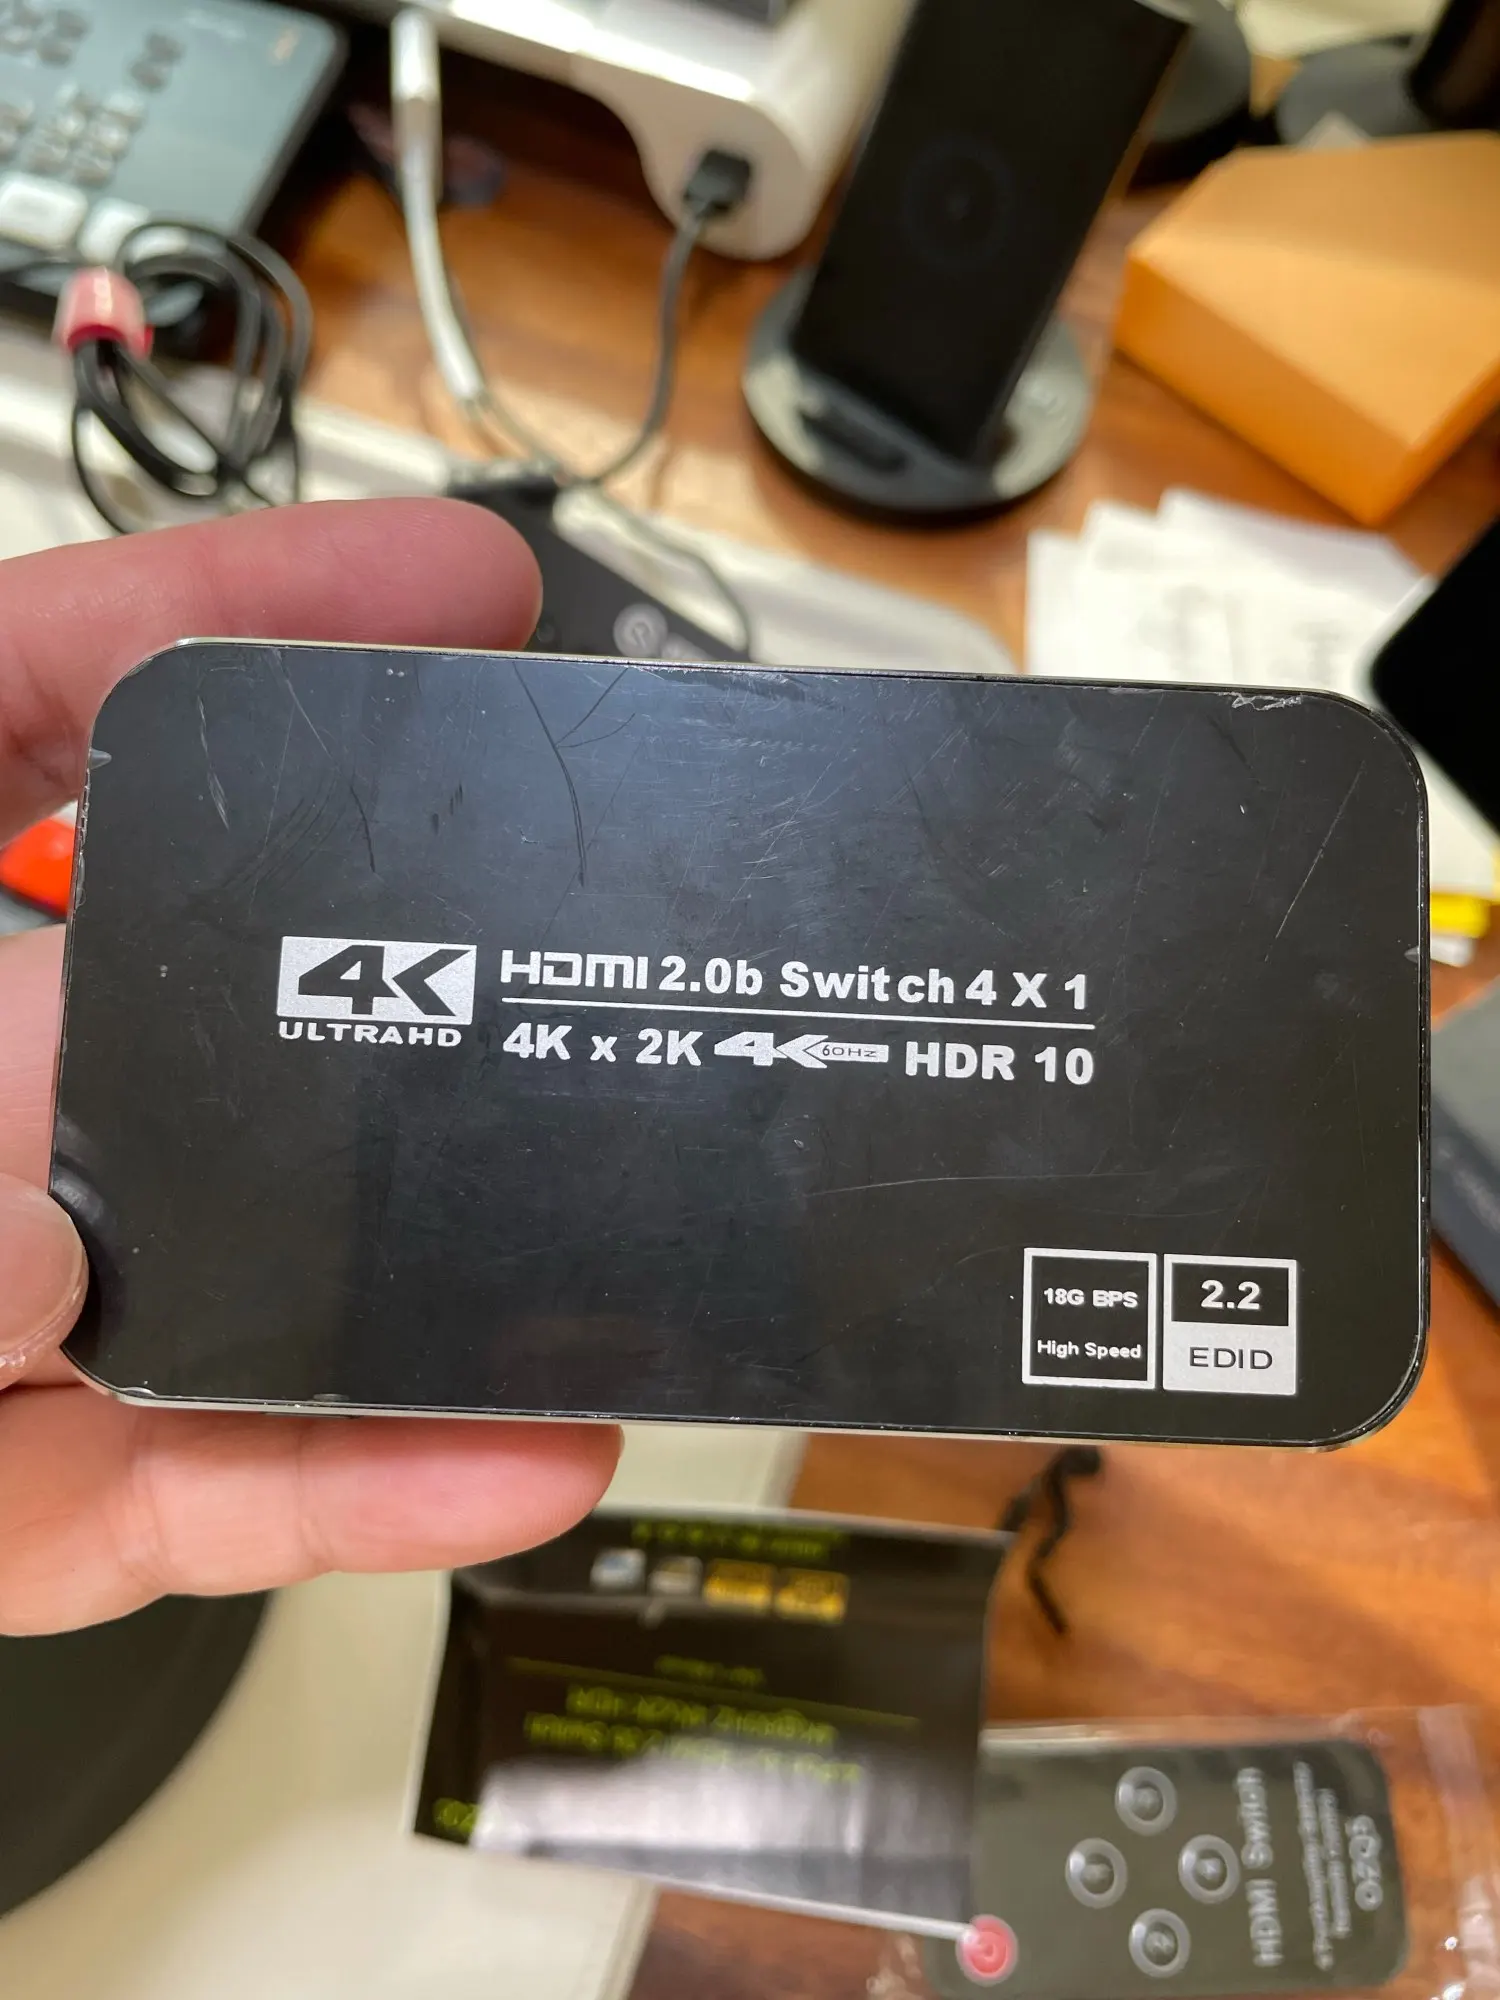 4K
ULTRAHD
HDMI 2.0b Switch 4 X 1
4K x 2K 4K 60Hz HDR 10
18G BPS
High Speed
2.2
EDID
HDMI Switch